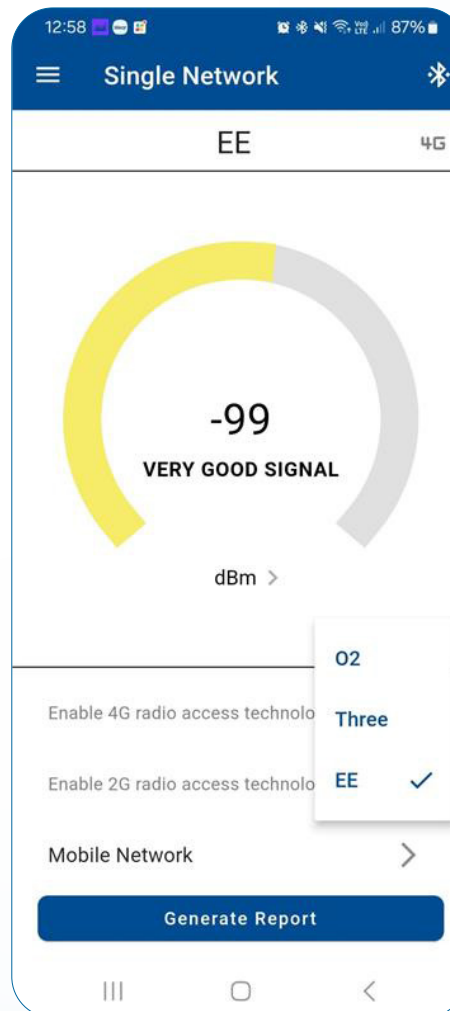 12:58 87%
Single Network
EE 4G
-99
VERY GOOD SIGNAL
dBm >
O2
Enable 4G radio access technolo
Three
Enable 2G radio access technolo
EE
Mobile Network
Generate Report